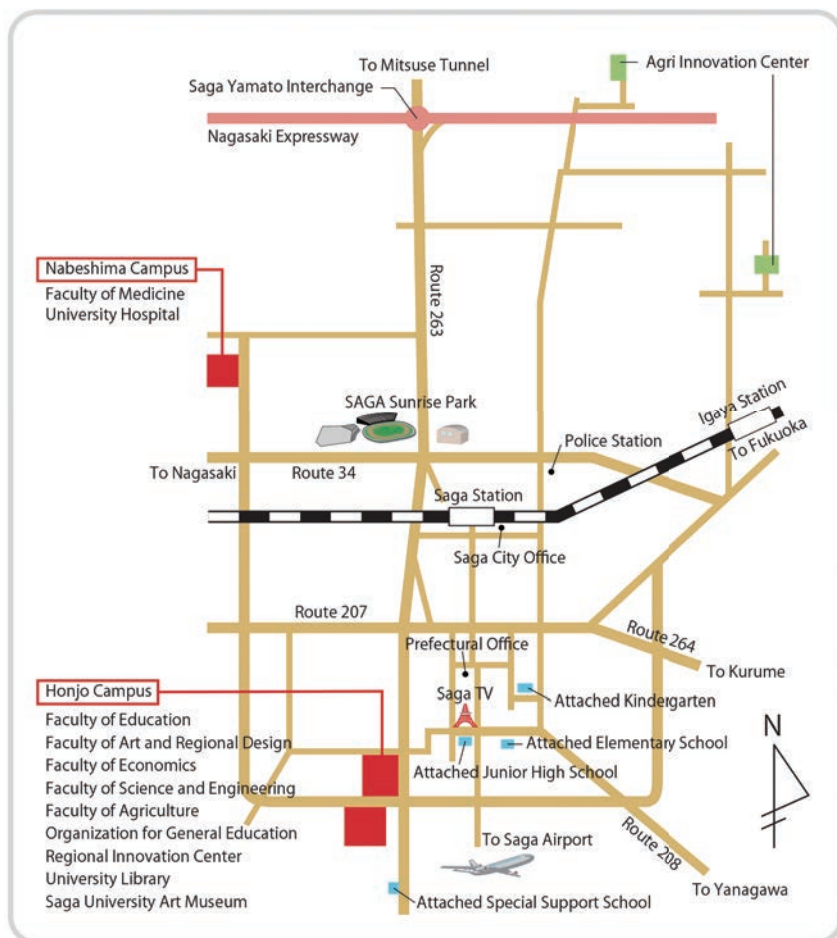 To Mitsuse Tunnel
Agri Innovation Center
Saga Yamato Interchange
Nagasaki Expressway
Nabeshima Campus
Faculty of Medicine
University Hospital
Route 263
SAGA Sunrise Park
Igaya Station
To Fukuoka
Police Station
To Nagasaki
Route 34
Saga Station
Saga City Office
Route 207
Route 264
Prefectural Office
To Kurume
Saga TV
Attached Kindergarten
Honjo Campus
Faculty of Education
Faculty of Art and Regional Design
Faculty of Economics
Faculty of Science and Engineering
Faculty of Agriculture
Organization for General Education
Regional Innovation Center
University Library
Saga University Art Museum
Attached Elementary School
Attached Junior High School
N
To Saga Airport
Route 208
To Yanagawa
Attached Special Support School